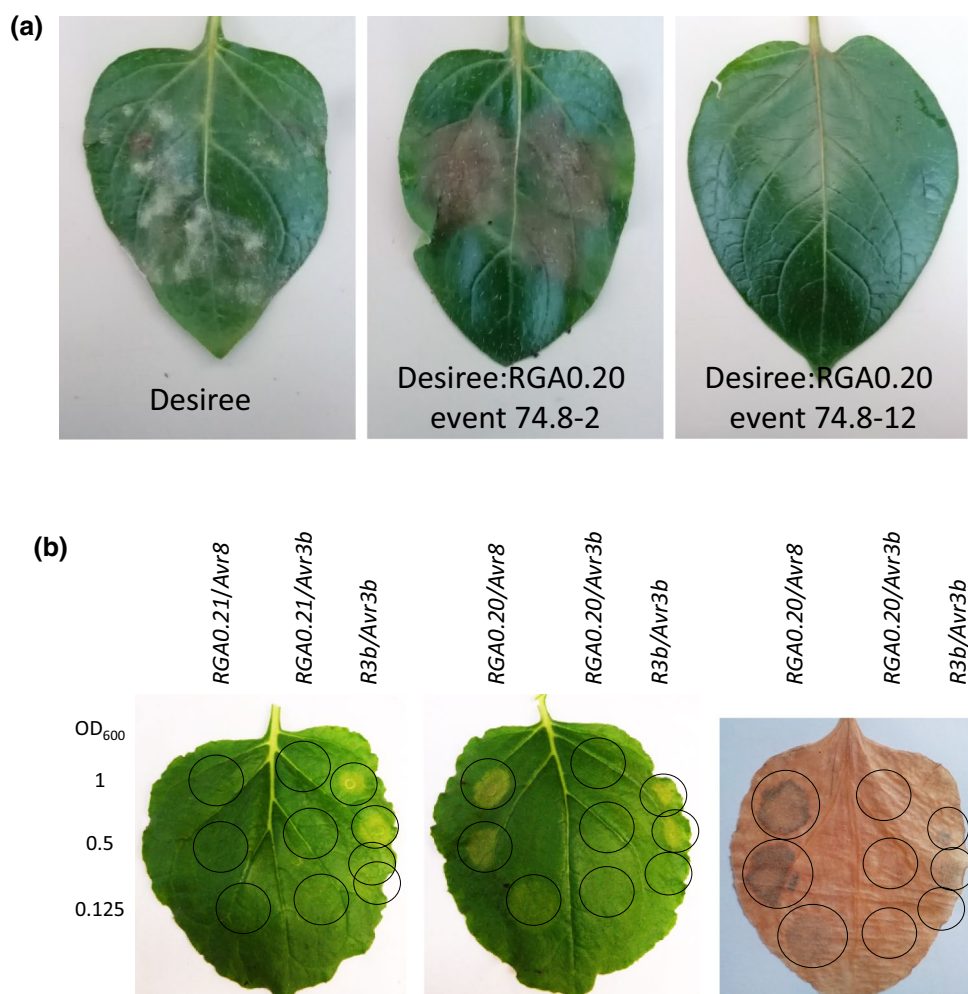 (a)
Desiree
Desiree:RGA0.20
event 74.8-2
Desiree:RGA0.20
event 74.8-12
(b)
RGA0.21/Avr8
RGA0.21/Avr3b
R3b/Avr3b
RGA0.20/Avr8
RGA0.20/Avr3b
R3b/Avr3b
RGA0.20/Avr8
RGA0.20/Avr3b
R3b/Avr3b
OD600
1
0.5
0.125